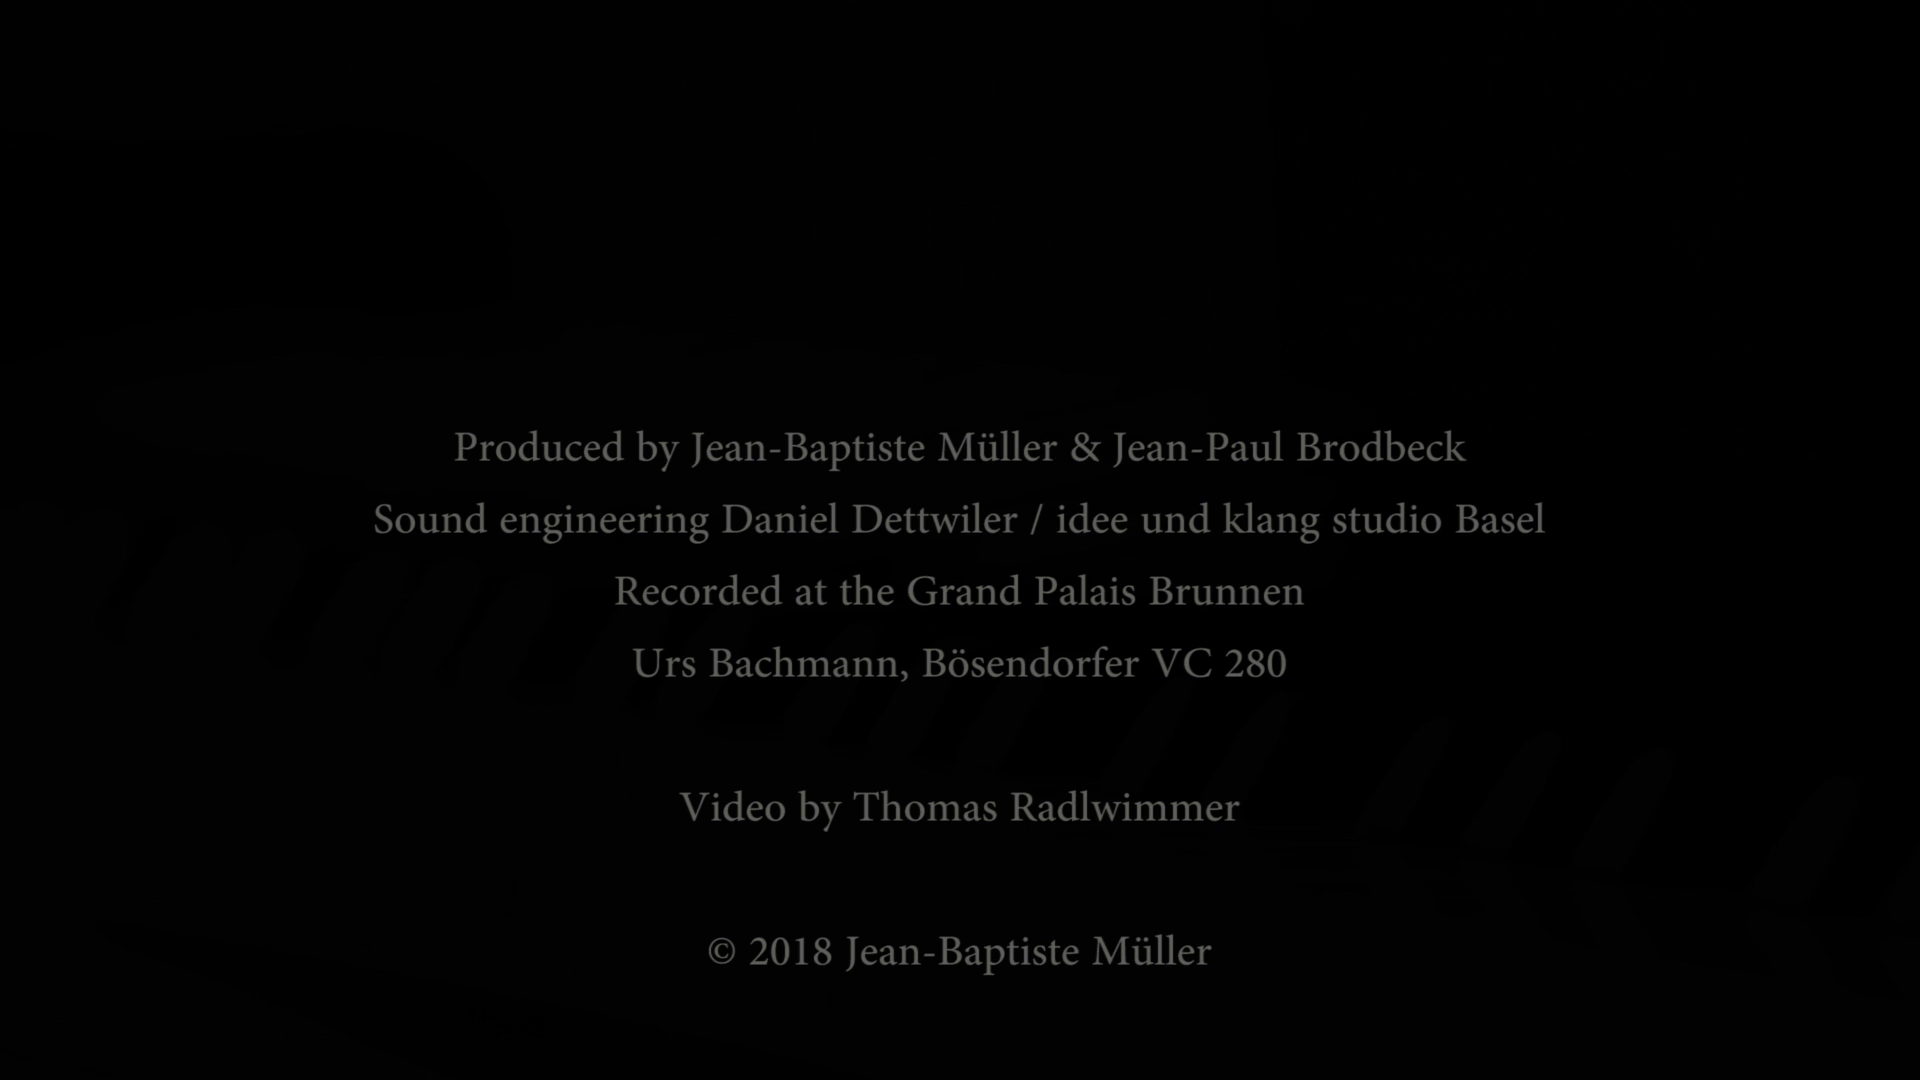 Produced by Jean-Baptiste Müller & Jean-Paul Brodbeck
Sound engineering Daniel Dettwiler / idee und klang studio Basel
Recorded at the Grand Palais Brunnen
Urs Bachmann, Bösendorfer VC 280
Video by Thomas Radlwimmer
© 2018 Jean-Baptiste Müller